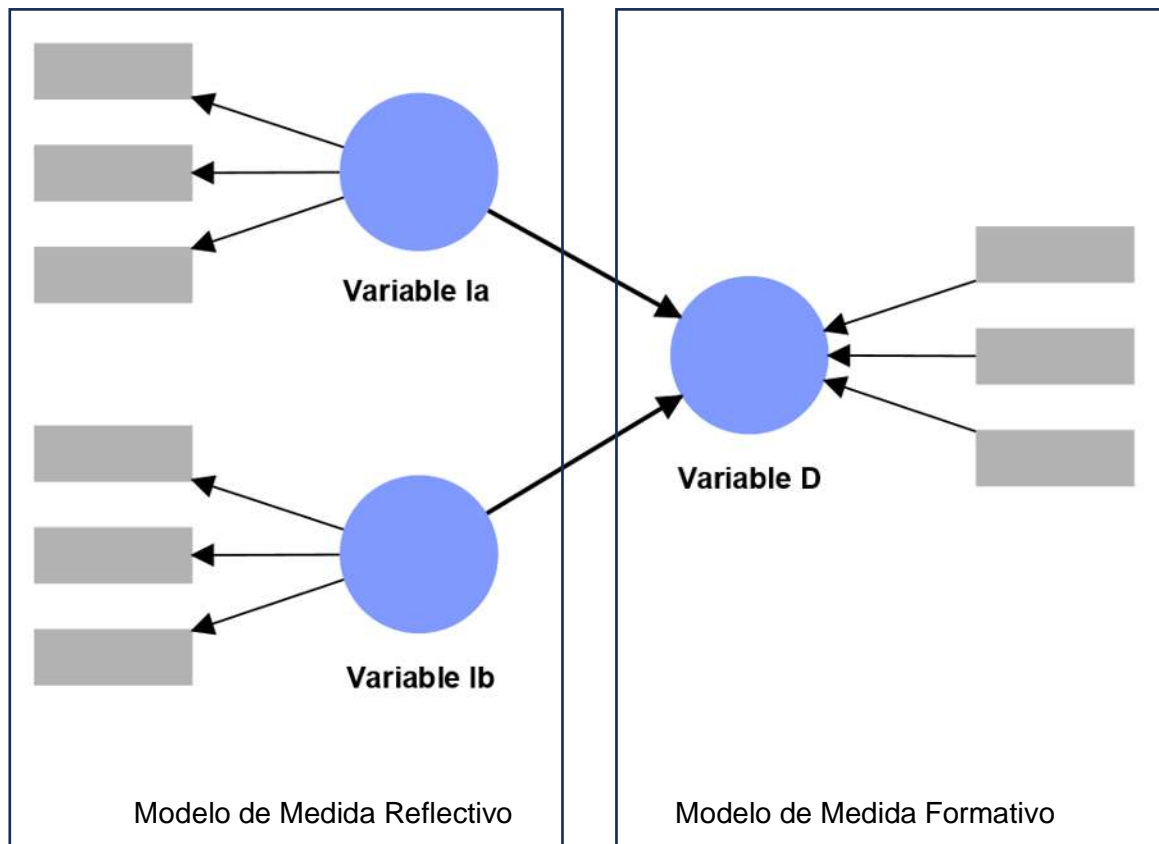 Variable Ia
Variable D
Variable Ib
Modelo de Medida Reflectivo
Modelo de Medida Formativo